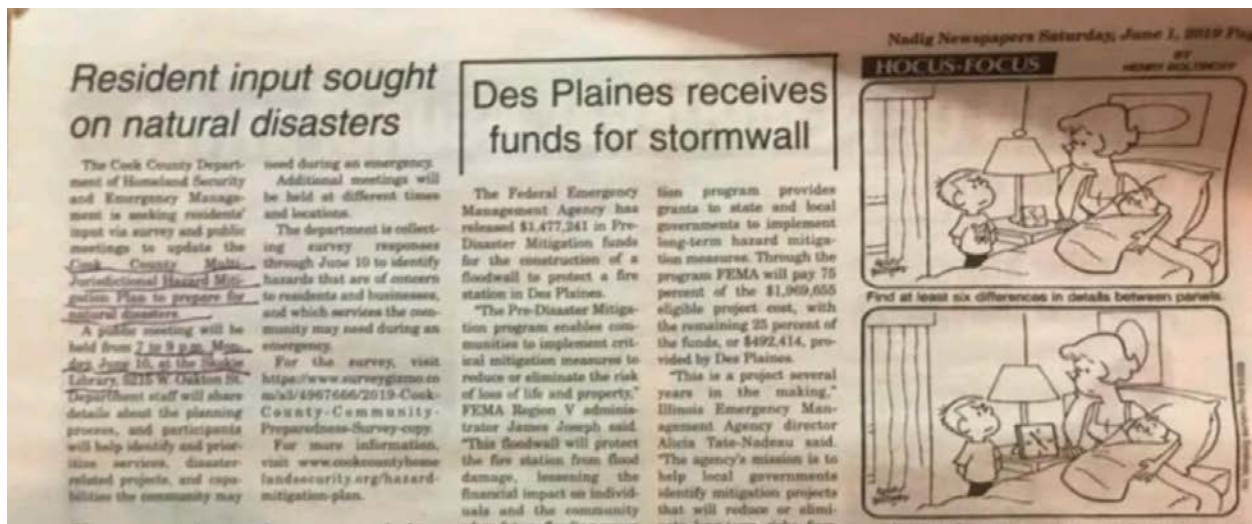 Nadig Newspapers Saturday, June 1, 2019 Pag
Resident input sought
on natural disasters
The Cook County Depart-
ment of Homeland Security
and Emergency Manage-
ment is seeking residents'
input via survey and public
meetings to update the
Cook County Multi-
Jurisdictional Hazard Miti-
gation Plan to prepare for
natural disasters.
A public meeting will be
held from 7 to 9 p.m. Mon-
day, June 10, at the Skokie
Library, 5215 W. Oakton St.
Department staff will share
details about the planning
process, and participants
will help identify and prior-
itize services, disaster-
related projects, and capa-
bilities the community may
need during an emergency.
Additional meetings will
be held at different times
and locations.
The department is collect-
ing survey responses
through June 10 to identify
hazards that are of concern
to residents and businesses,
and which services the com-
munity may need during an
emergency.
For the survey, visit
https://www.surveygizmo.co
m/s3/4967666/2019-Cook-
County-Community-
Preparedness-Survey-copy.
For more information,
visit www.cookcountyhome
landsecurity.org/hazard-
mitigation-plan.
Des Plaines receives
funds for stormwall
The Federal Emergency
Management Agency has
released $1,477,241 in Pre-
Disaster Mitigation funds
for the construction of a
floodwall to protect a fire
station in Des Plaines.
"The Pre-Disaster Mitiga-
tion program enables com-
munities to implement crit-
ical mitigation measures to
reduce or eliminate the risk
of loss of life and property,"
FEMA Region V adminis-
trator James Joseph said.
"This floodwall will protect
the fire station from flood
damage, lessening the
financial impact on individ-
uals and the community
tion program provides
grants to state and local
governments to implement
long-term hazard mitiga-
tion measures. Through the
program FEMA will pay 75
percent of the $1,969,655
eligible project cost, with
the remaining 25 percent of
the funds, or $492,414, pro-
vided by Des Plaines.
"This is a project several
years in the making,"
Illinois Emergency Man-
agement Agency director
Alicia Tate-Nadeau said.
"The agency's mission is to
help local governments
identify mitigation projects
that will reduce or elimi-
HOCUS-FOCUS
BY
HENRY BOLTINOFF
Find at least six differences in details between panels.